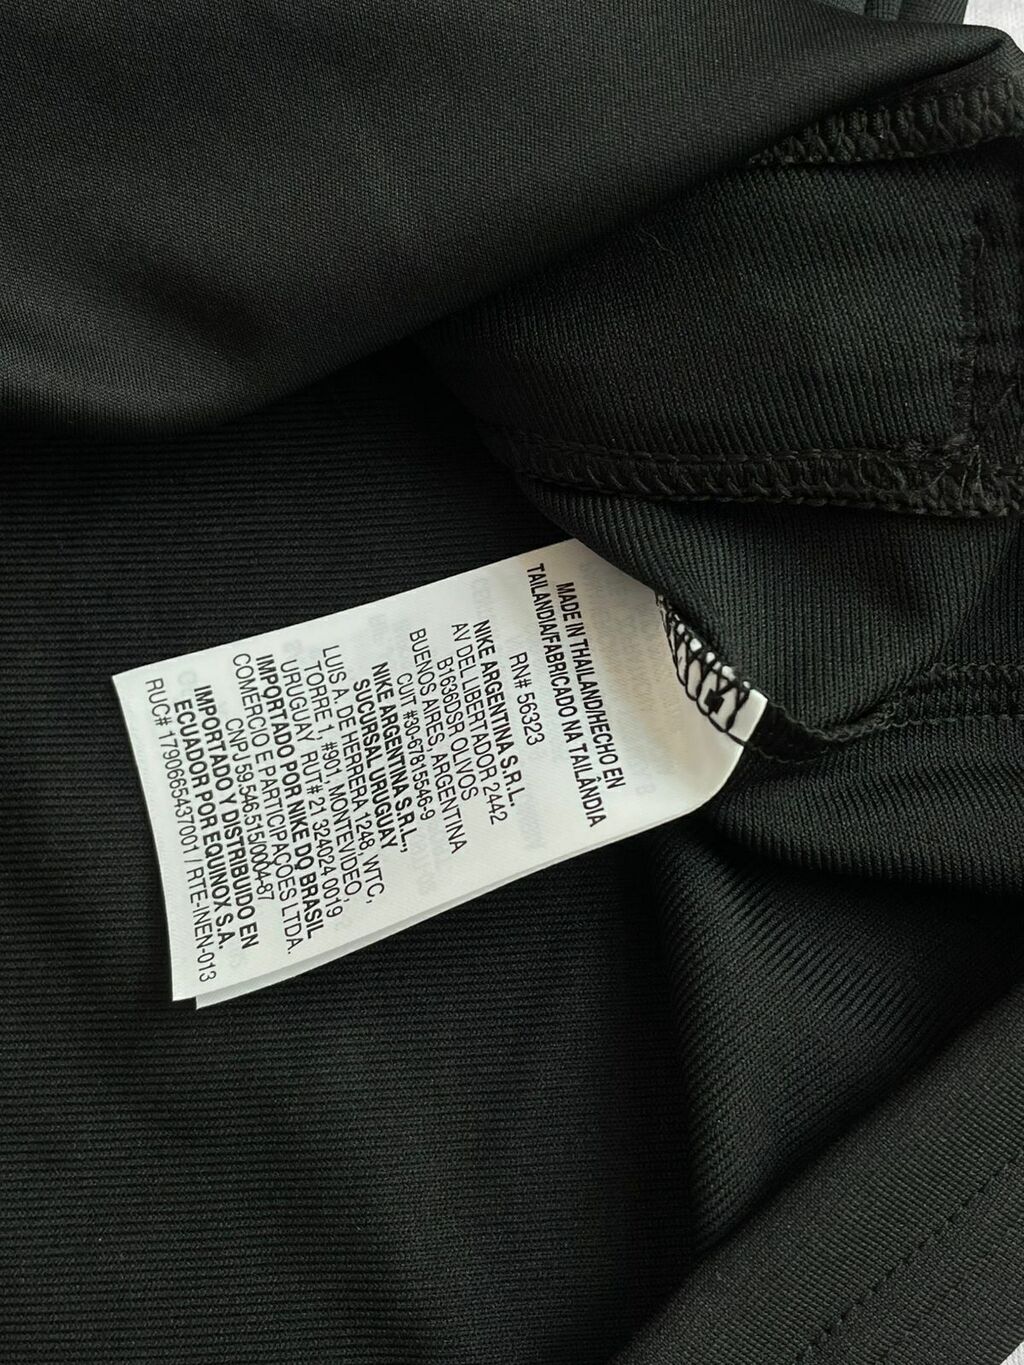 MADE IN THAILAND/HECHO EN
TAILANDIA/FABRICADO NA TAILÂNDIA
RN# 56323
NIKE ARGENTINA S.R.L.
AV DEL LIBERTADOR 2442
B1636DSR OLIVOS
BUENOS AIRES, ARGENTINA
CUIT #30-67815546-9
NIKE ARGENTINA S.R.L.,
SUCURSAL URUGUAY
LUIS A. DE HERRERA 1248, WTC,
TORRE 1, #901, MONTEVIDEO,
URUGUAY, RUT# 21 324024 0019
IMPORTADO POR NIKE DO BRASIL
COMERCIO E PARTICIPACOES LTDA.
CNPJ 59.546.515/0004-87
IMPORTADO Y DISTRIBUIDO EN
ECUADOR POR EQUINOX S.A.
RUC# 1790665437001 / RTE-INEN-013